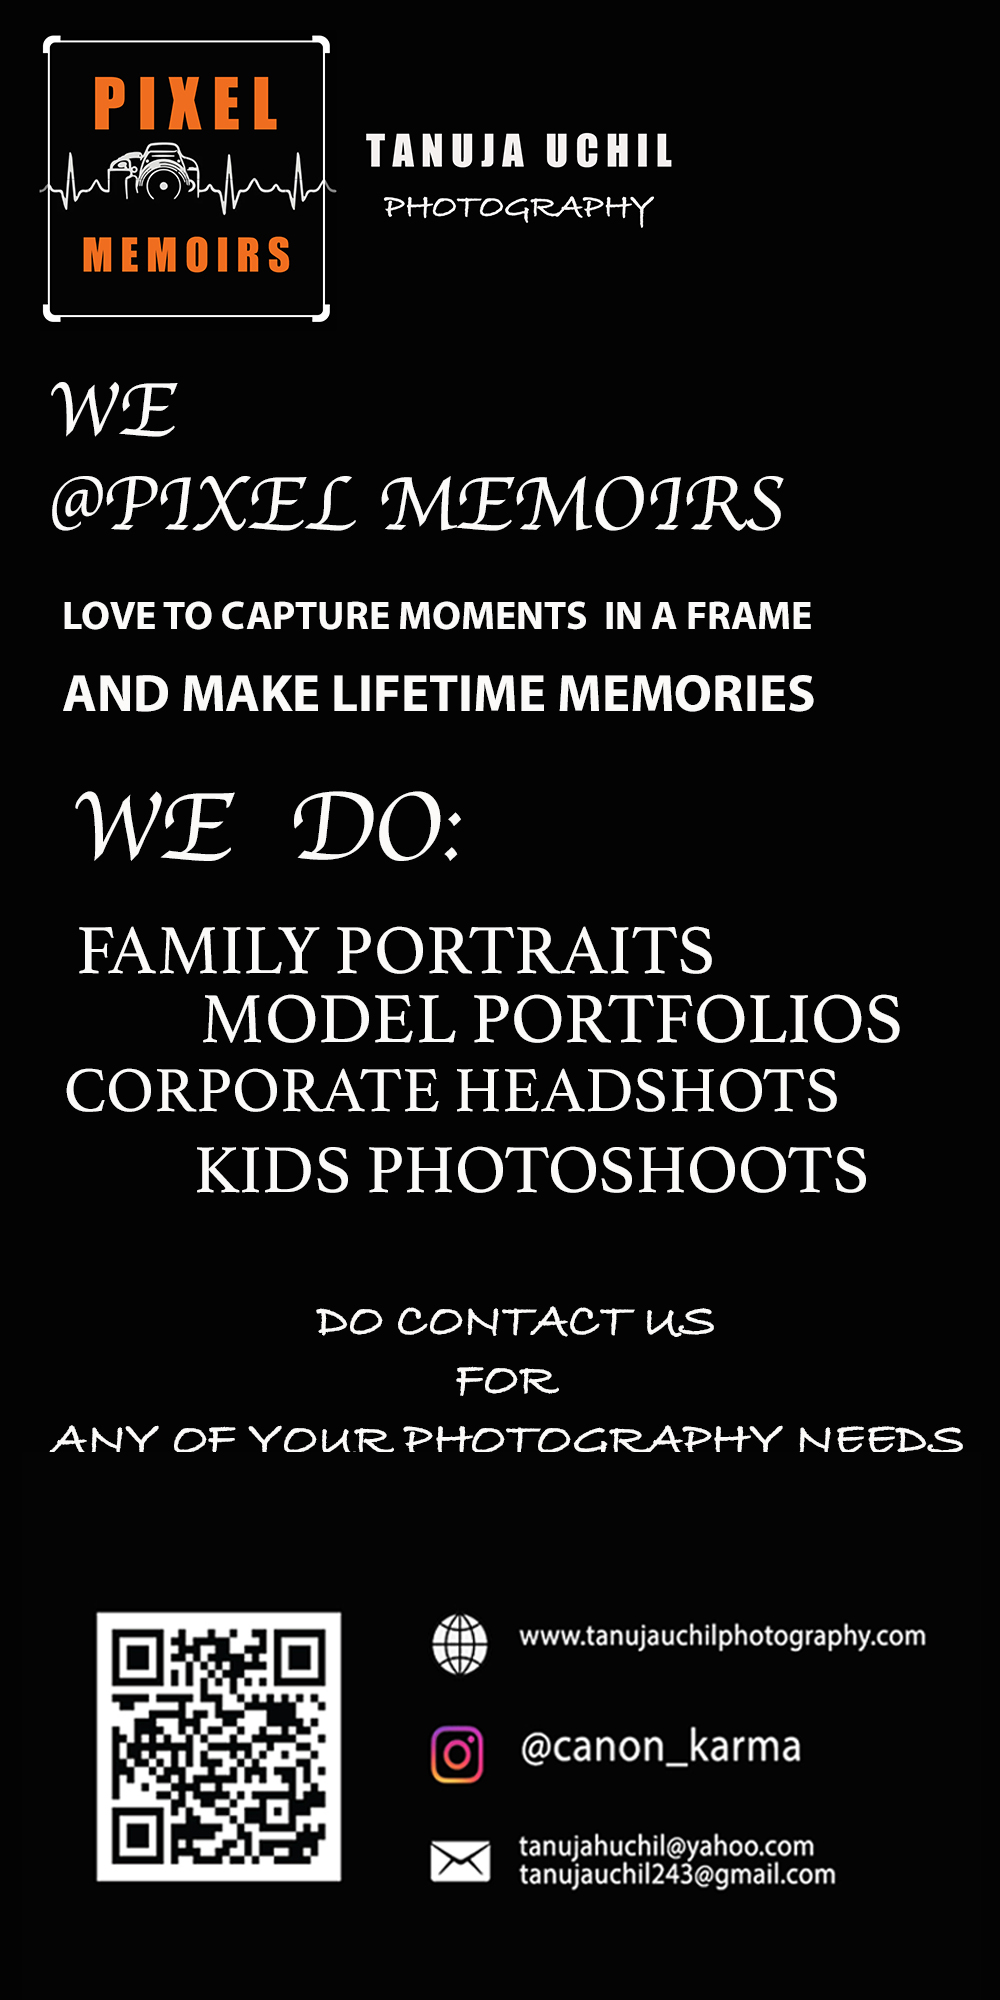 PIXEL
MEMOIRS
TANUJA UCHIL
PHOTOGRAPHY
WE
@PIXEL MEMOIRS
LOVE TO CAPTURE MOMENTS IN A FRAME
AND MAKE LIFETIME MEMORIES
WE DO:
FAMILY PORTRAITS
MODEL PORTFOLIOS
CORPORATE HEADSHOTS
KIDS PHOTOSHOOTS
DO CONTACT US
FOR
ANY OF YOUR PHOTOGRAPHY NEEDS
www.tanujauchilphotography.com
@canon_karma
tanujahuchil@yahoo.com
tanujauchil243@gmail.com